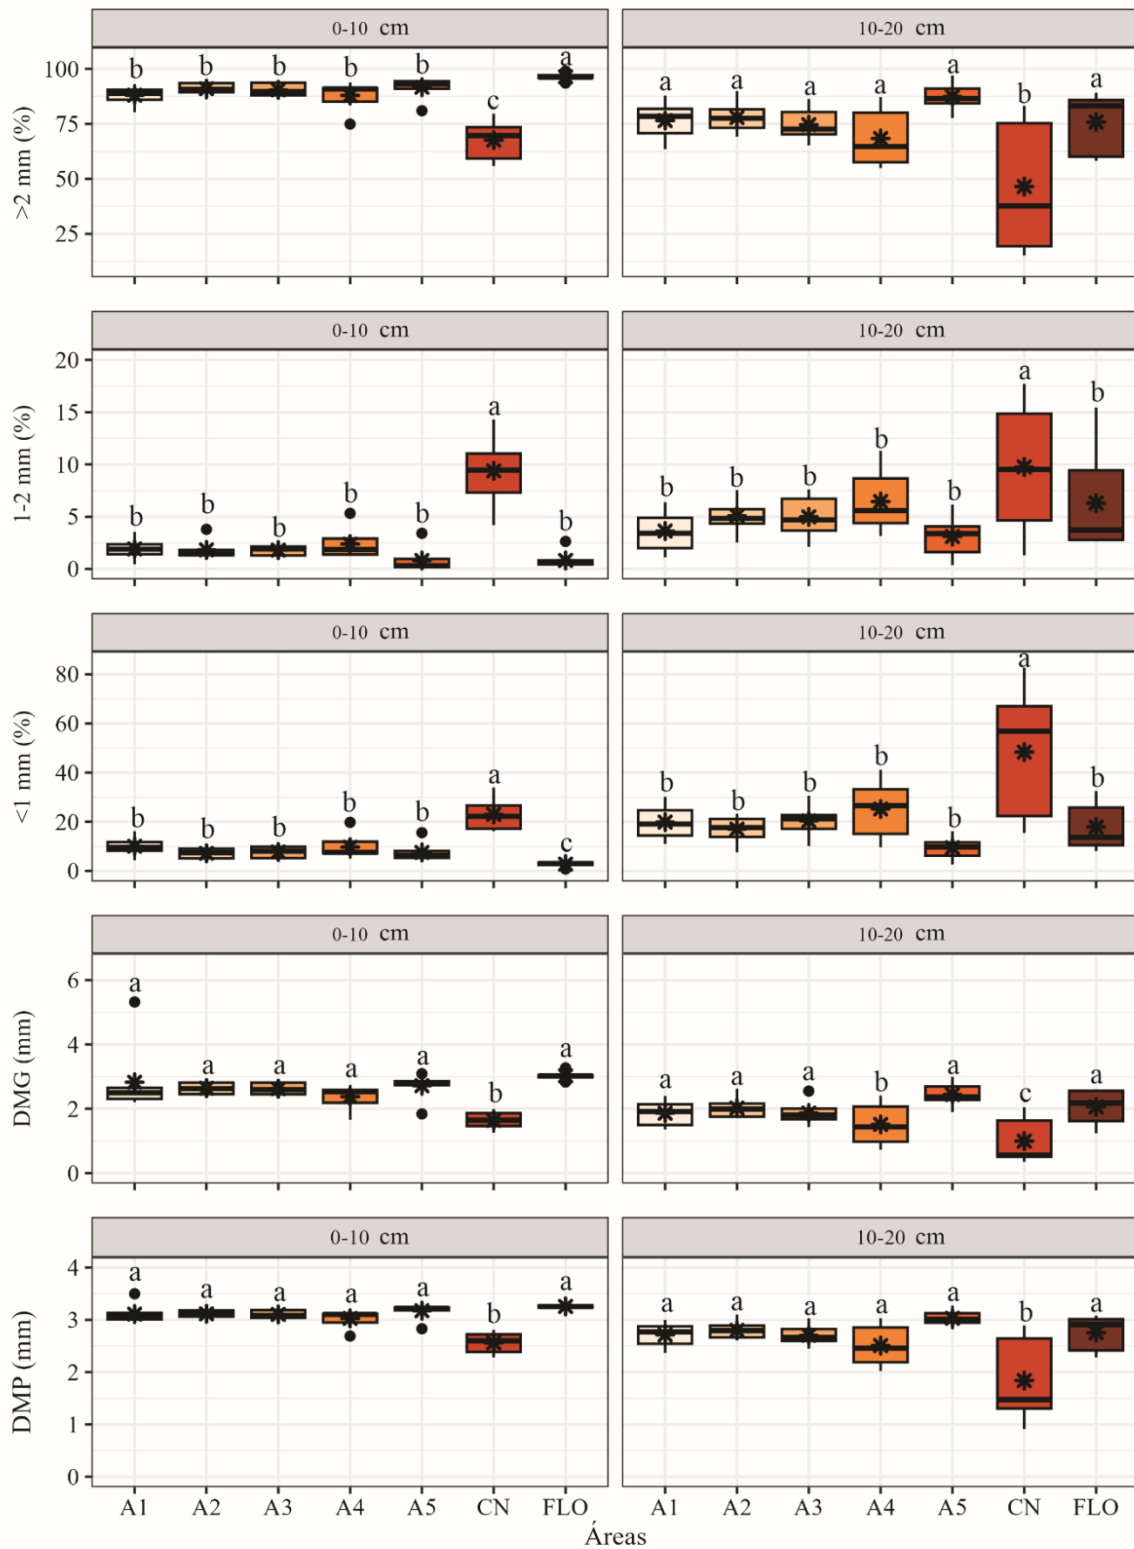 0-10 cm 10-20 cm
a a
b b b b b a a a a a a
100
c b
75
50
25
>2 mm (%)
0-10 cm 10-20 cm
20
a
a b
15
b
10
b b b b b b b b b b
5
0
1-2 mm (%)
0-10 cm 10-20 cm
a
80
60
40
a b b
20
b b b b b b b b b c
0
<1 mm (%)
0-10 cm 10-20 cm
6
a
4
a a a a a a a a b a a
b c
2
0
DMG (mm)
0-10 cm 10-20 cm
4
a a a a a a a a a a a b a
3
b
2
1
0
DMP (mm)
A1 A2 A3 A4 A5 CN FLO A1 A2 A3 A4 A5 CN FLO
Áreas